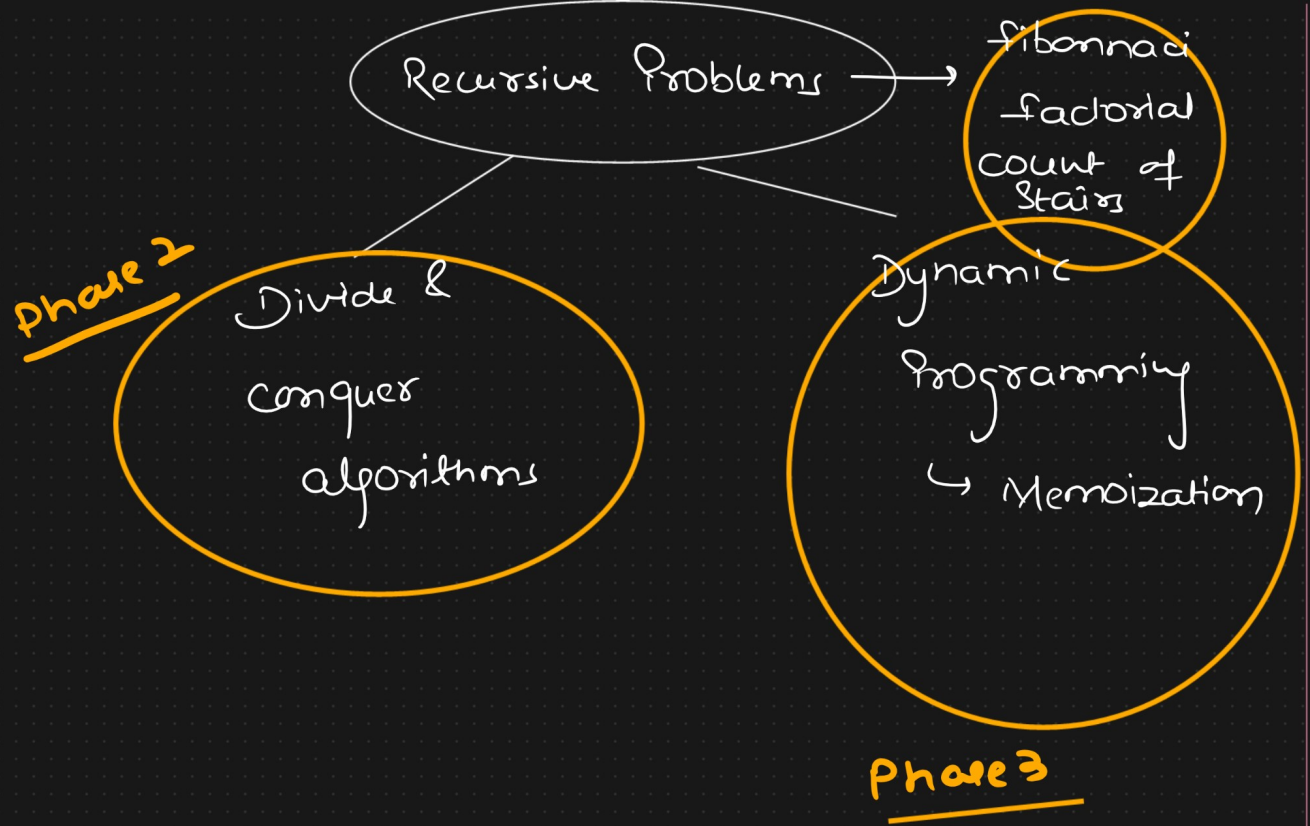 Recursive Problems →
fibonnaci
factorial
count of
Stairs
Phase 2
Divide &
conquer
algorithms
Dynamic
Programming
↳ Memoization
Phase 3